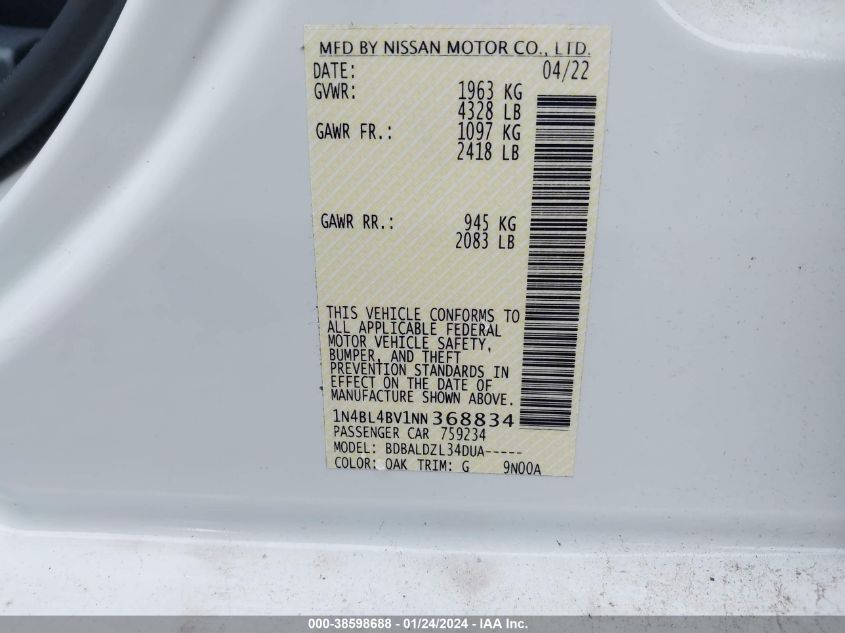 MFD BY NISSAN MOTOR CO., LTD.
DATE: 04/22
GVWR: 1963 KG
4328 LB
GAWR FR.: 1097 KG
2418 LB
GAWR RR.: 945 KG
2083 LB
THIS VEHICLE CONFORMS TO
ALL APPLICABLE FEDERAL
MOTOR VEHICLE SAFETY,
BUMPER, AND THEFT
PREVENTION STANDARDS IN
EFFECT ON THE DATE OF
MANUFACTURE SHOWN ABOVE.
1N4BL4BV1NN368834
PASSENGER CAR 759234
MODEL: BDBALDZL34DUA-----
COLOR: QAK TRIM: G 9N00A
000-38598688 - 01/24/2024 - IAA Inc.